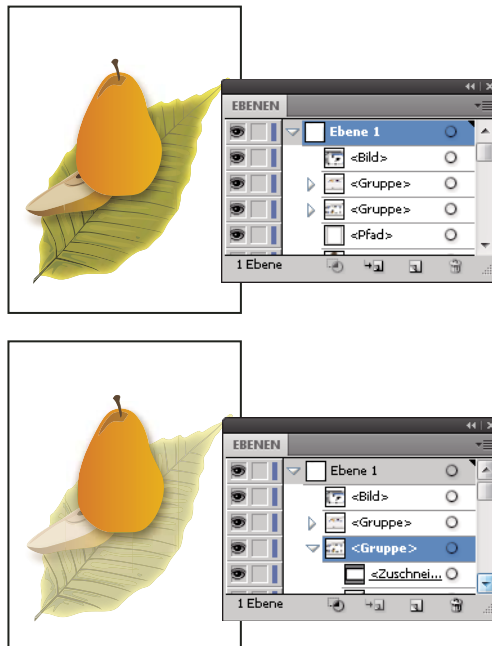 EBENEN
Ebene 1
<Bild>
<Gruppe>
<Gruppe>
<Pfad>
1 Ebene
EBENEN
Ebene 1
<Bild>
<Gruppe>
<Gruppe>
<Zuschnei...
1 Ebene